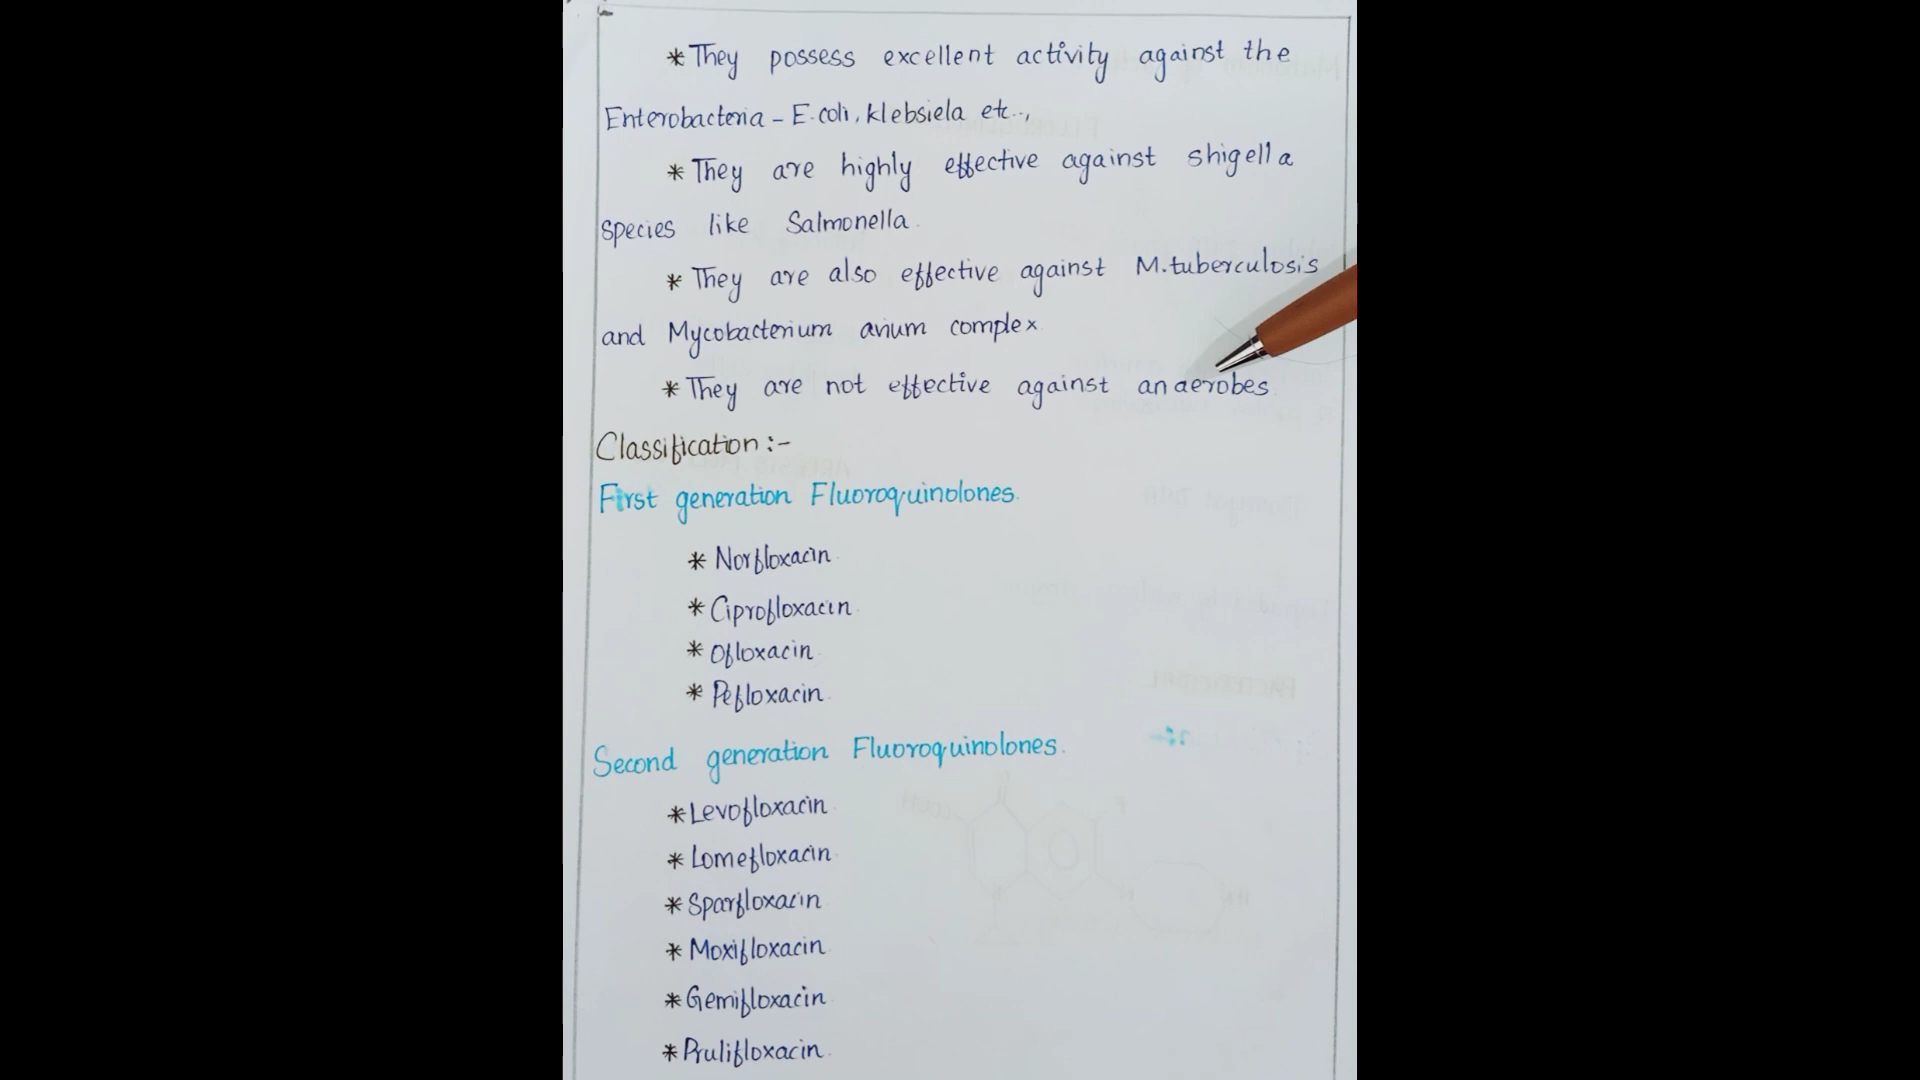 * They possess excellent activity against the
Enterobacteria - E.coli, klebsiela etc..,
* They are highly effective against shigella
species like Salmonella.
* They are also effective against M.tuberculosis
and Mycobacterium avium complex.
* They are not effective against anaerobes.
Classification :-
First generation Fluoroquinolones.
* Norfloxacin.
* Ciprofloxacin.
* Ofloxacin.
* Pefloxacin.
Second generation Fluoroquinolones.
* Levofloxacin
* Lomefloxacin
* Sparfloxacin
* Moxifloxacin
* Gemifloxacin
* Prulifloxacin.